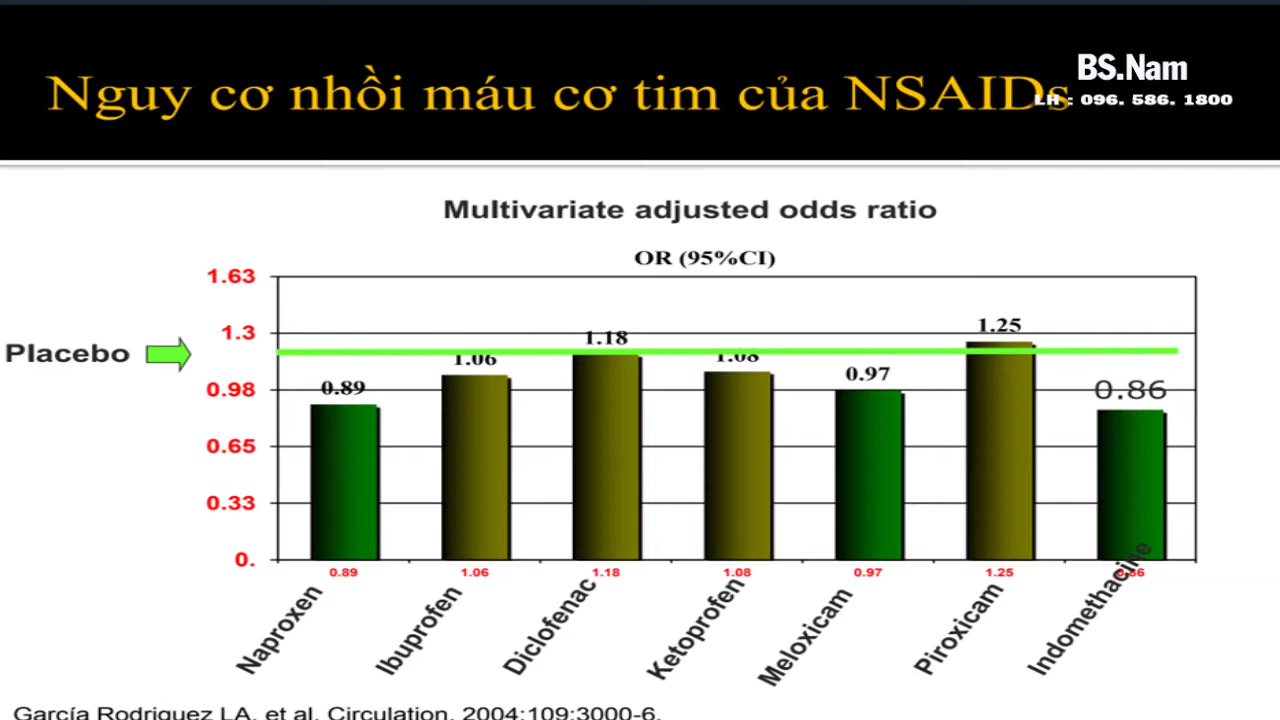 BS.Nam
Nguy cơ nhồi máu cơ tim của NSAIDs
LH : 096. 586. 1800
Multivariate adjusted odds ratio
OR (95%CI)
1.63
1.3
Placebo
0.98
0.65
0.33
0.
0.89
1.06
1.18
1.08
0.97
1.25
0.86
0.89
1.06
1.18
1.08
0.97
1.25
0.86
Naproxen
Ibuprofen
Diclofenac
Ketoprofen
Meloxicam
Piroxicam
Indomethacine
García Rodriguez LA, et al. Circulation. 2004;109:3000-6.